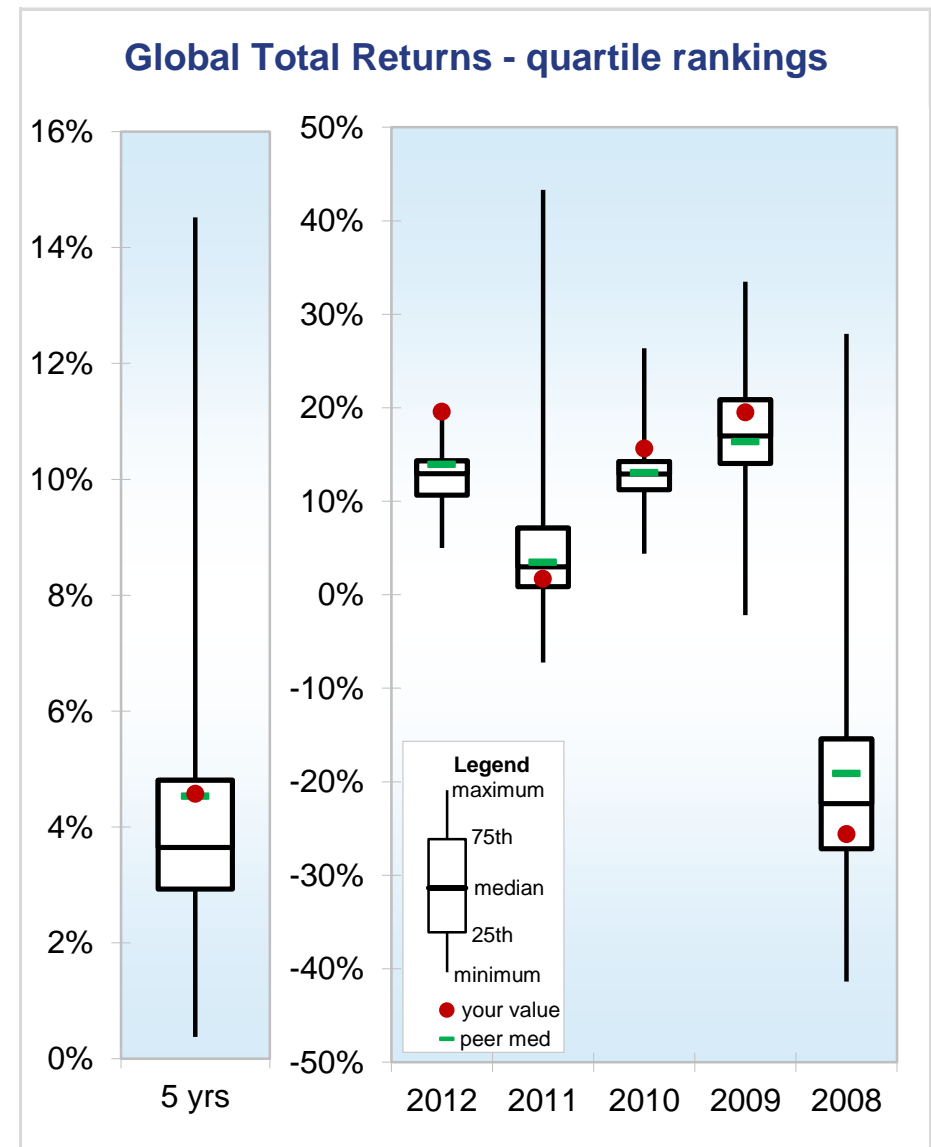 Global Total Returns - quartile rankings
16%
14%
12%
10%
8%
6%
4%
2%
0%
5 yrs
50%
40%
30%
20%
10%
0%
-10%
-20%
-30%
-40%
-50%
Legend
maximum
75th
median
25th
minimum
your value
peer med
2012 2011 2010 2009 2008